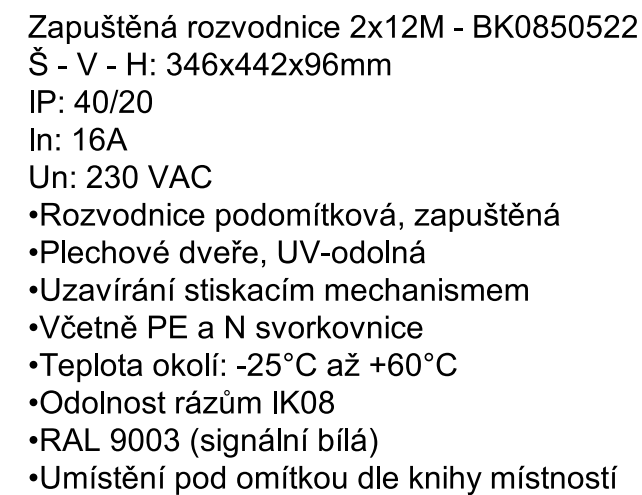 Zapuštěná rozvodnice 2x12M - BK0850522
Š - V - H: 346x442x96mm
IP: 40/20
In: 16A
Un: 230 VAC
•Rozvodnice podomítková, zapuštěná
•Plechové dveře, UV-odolná
•Uzavírání stiskacím mechanismem
•Včetně PE a N svorkovnice
•Teplota okolí: -25°C až +60°C
•Odolnost rázům IK08
•RAL 9003 (signální bílá)
•Umístění pod omítkou dle knihy místností